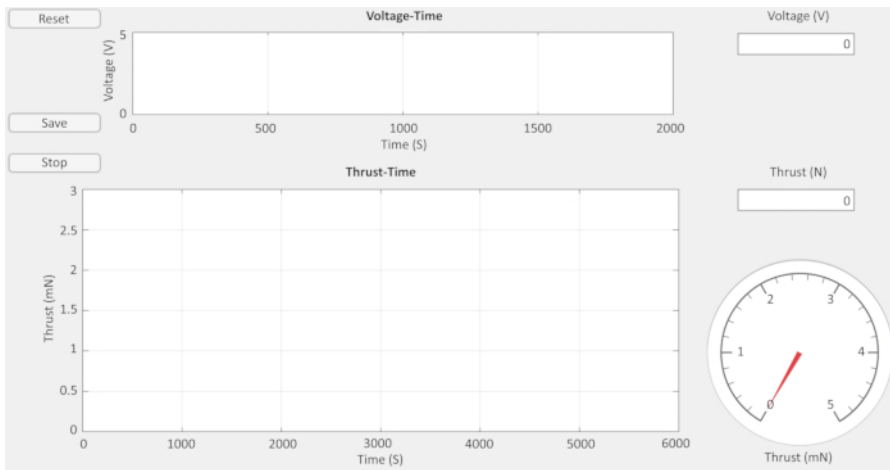 Reset
Voltage-Time
Voltage (V)
5
0
0
Voltage (V)
0 500 1000 1500 2000
Time (S)
Save
Stop
Thrust-Time
Thrust (N)
0
3
2.5
2
1.5
1
0.5
0
Thrust (mN)
0 1000 2000 3000 4000 5000 6000
Time (S)
2 3
1 4
0 5
Thrust (mN)